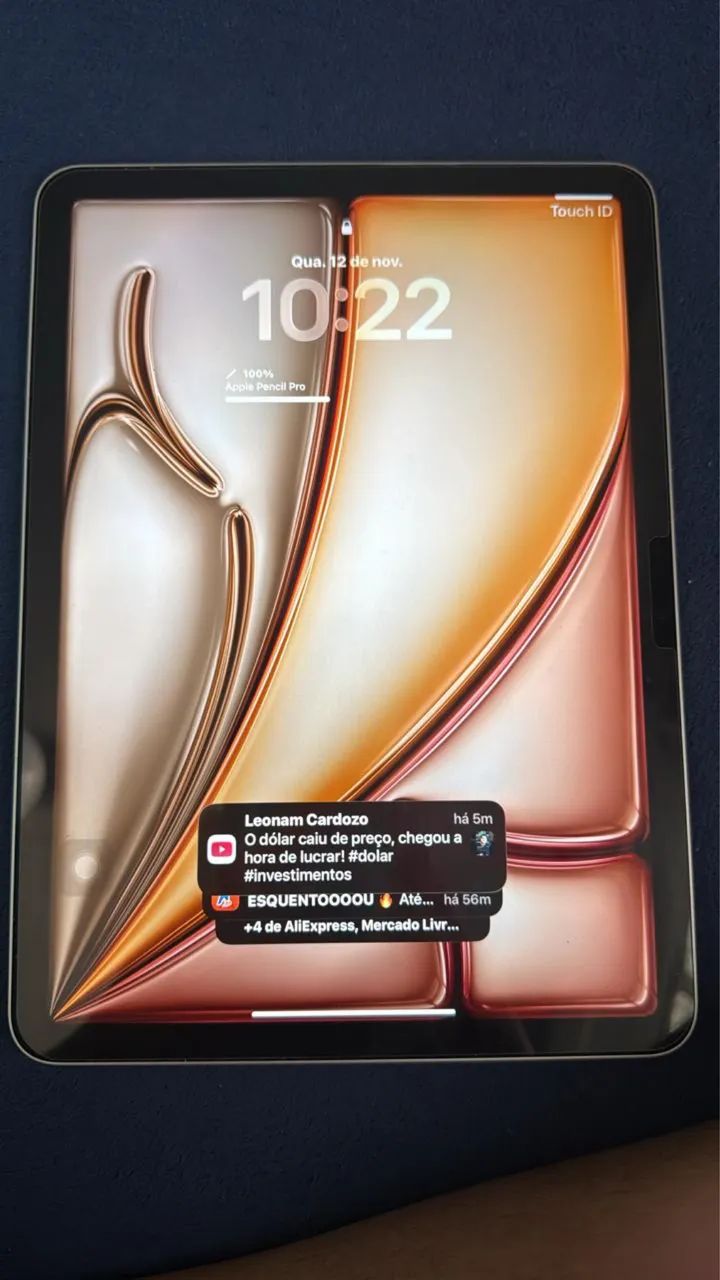 Touch ID
Qua. 12 de nov.
10:22
100%
Apple Pencil Pro
Leonam Cardozo há 5m
O dólar caiu de preço, chegou a
hora de lucrar! #dolar
#investimentos
ESQUENTOOOOU 🔥 Até... há 56m
+4 de AliExpress, Mercado Livr...